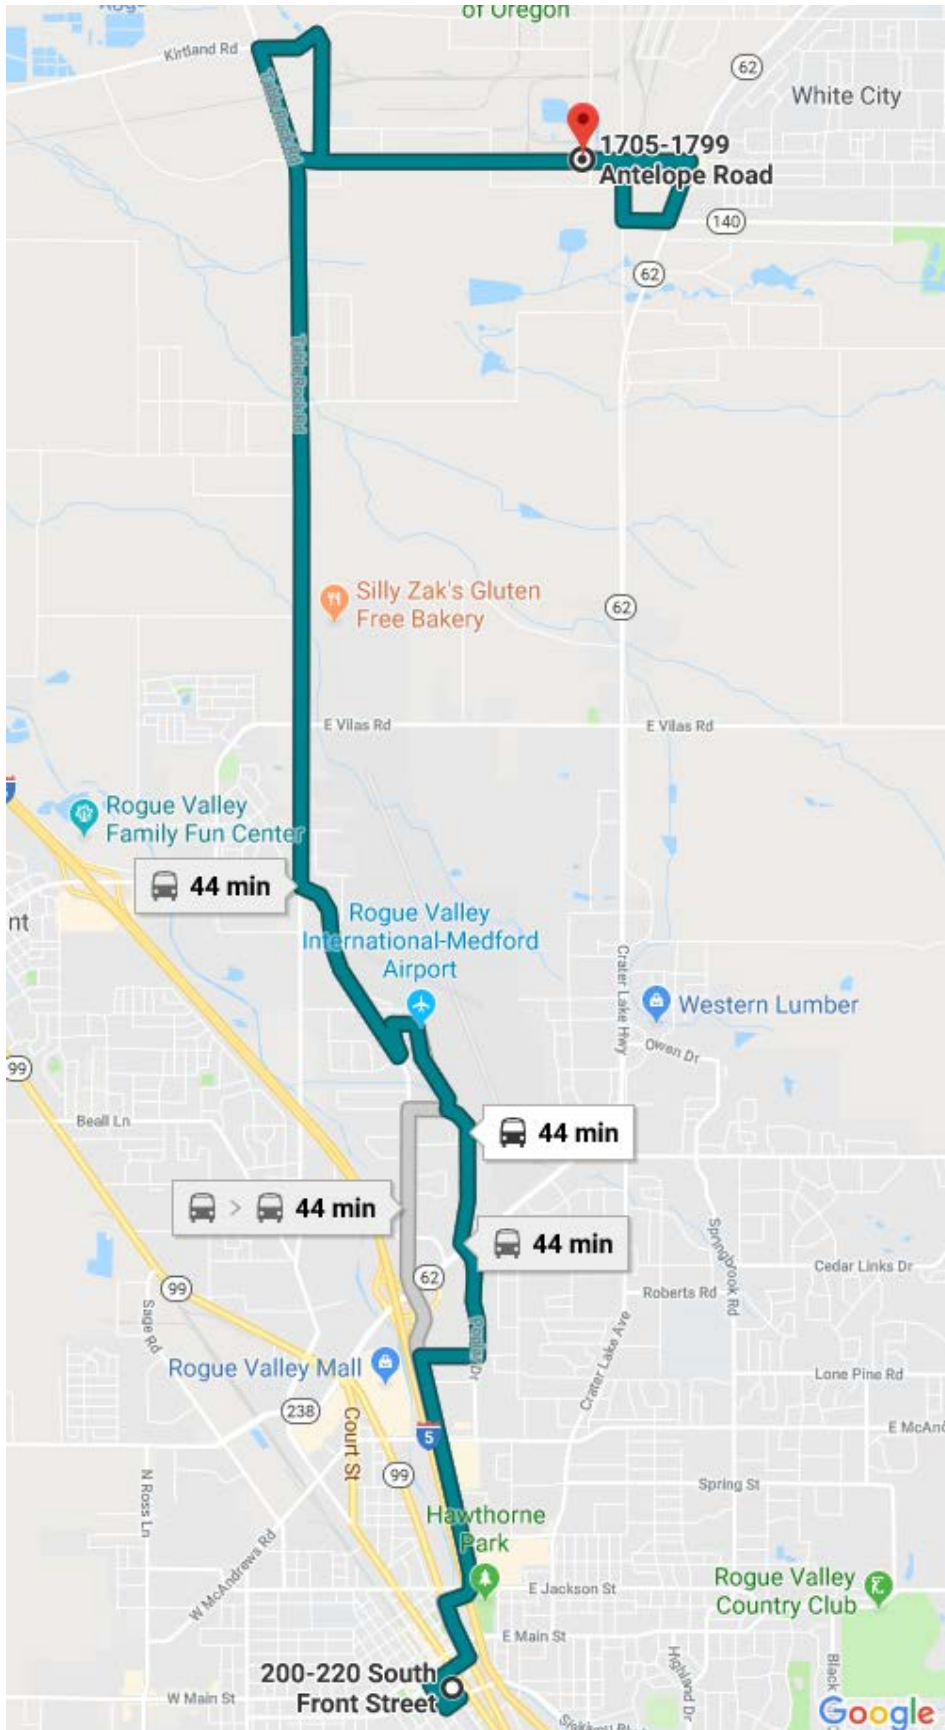 of Oregon
Kirtland Rd
62
White City
1705-1799
Antelope Road
140
62
Table Rock Rd
Silly Zak's Gluten
Free Bakery
62
E Vilas Rd
E Vilas Rd
Rogue Valley
Family Fun Center
44 min
nt
Rogue Valley
International-Medford
Airport
Crater Lake Hwy
Western Lumber
Owen Dr
99
Beall Ln
44 min
44 min
44 min
Springbrook Rd
62
Cedar Links Dr
99
Sage Rd
Roberts Rd
Crater Lake Ave
Rogue Valley Mall
Lone Pine Rd
238
Court St
5
E McAn
99
N Ross Ln
Spring St
Hawthorne
Park
W McAndrews Rd
E Jackson St
Rogue Valley
Country Club
E Main St
200-220 South
Front Street
Highland Dr
Black
W Main St
Google